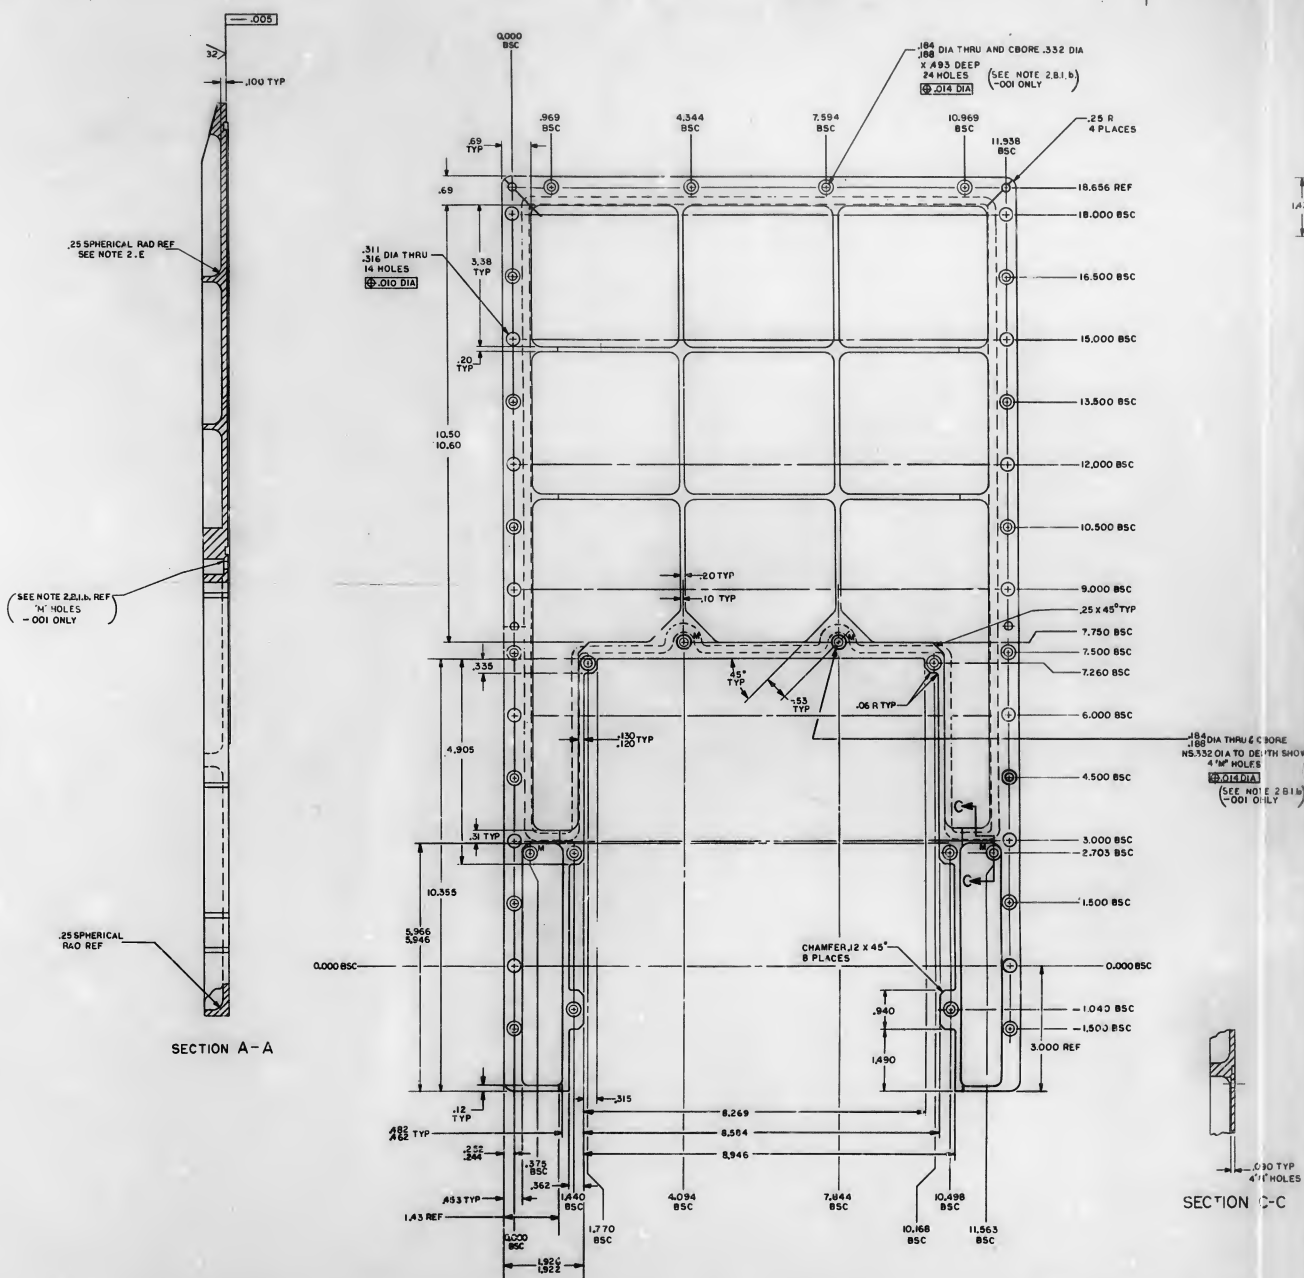 — .005
32
.100 TYP
.25 SPHERICAL RAD REF
SEE NOTE 2.E
(SEE NOTE 2.B.1.b. REF
"M" HOLES
-001 ONLY)
.25 SPHERICAL
RAD REF
SECTION A-A
0.000
BSC
.184
.188 DIA THRU AND CBORE .332 DIA
X .493 DEEP
24 HOLES
(SEE NOTE 2.B.1.b)
-001 ONLY
⌖ .014 DIA
.969
BSC
4.344
BSC
7.594
BSC
10.969
BSC
11.938
BSC
.25 R
4 PLACES
.69
TYP
.69
18.656 REF
18.000 BSC
16.500 BSC
15.000 BSC
13.500 BSC
12.000 BSC
10.500 BSC
9.000 BSC
.25 X 45° TYP
7.750 BSC
7.500 BSC
7.260 BSC
6.000 BSC
4.500 BSC
3.000 BSC
2.703 BSC
1.500 BSC
0.000 BSC
-1.040 BSC
-1.500 BSC
3.000 REF
.311
.316 DIA THRU
14 HOLES
⌖ .010 DIA
3.38
TYP
.20
TYP
10.50
10.60
.20 TYP
.10 TYP
M
M
.335
45°
TYP
.53
TYP
.06 R TYP
.130
.120 TYP
4.905
.184
.188 DIA THRU & CBORE
.332 DIA TO DEPTH
4 "M" HOLES
⌖ .014 DIA
(SEE NOTE 2.B.1.b)
-001 ONLY
.31 TYP
M
M
C
C
10.355
5.966
5.946
0.000 BSC
CHAMFER .12 X 45°
8 PLACES
.940
1.490
.12
TYP
.482
.462 TYP
.252
.244
.375
BSC
.362
.453 TYP
1.43 REF
0.000
BSC
1.926
1.922
.315
8.269
8.584
8.946
1.440
BSC
1.770
BSC
4.094
BSC
7.844
BSC
10.168
BSC
10.498
BSC
11.563
BSC
TYP
HOLES
SECTION C-C